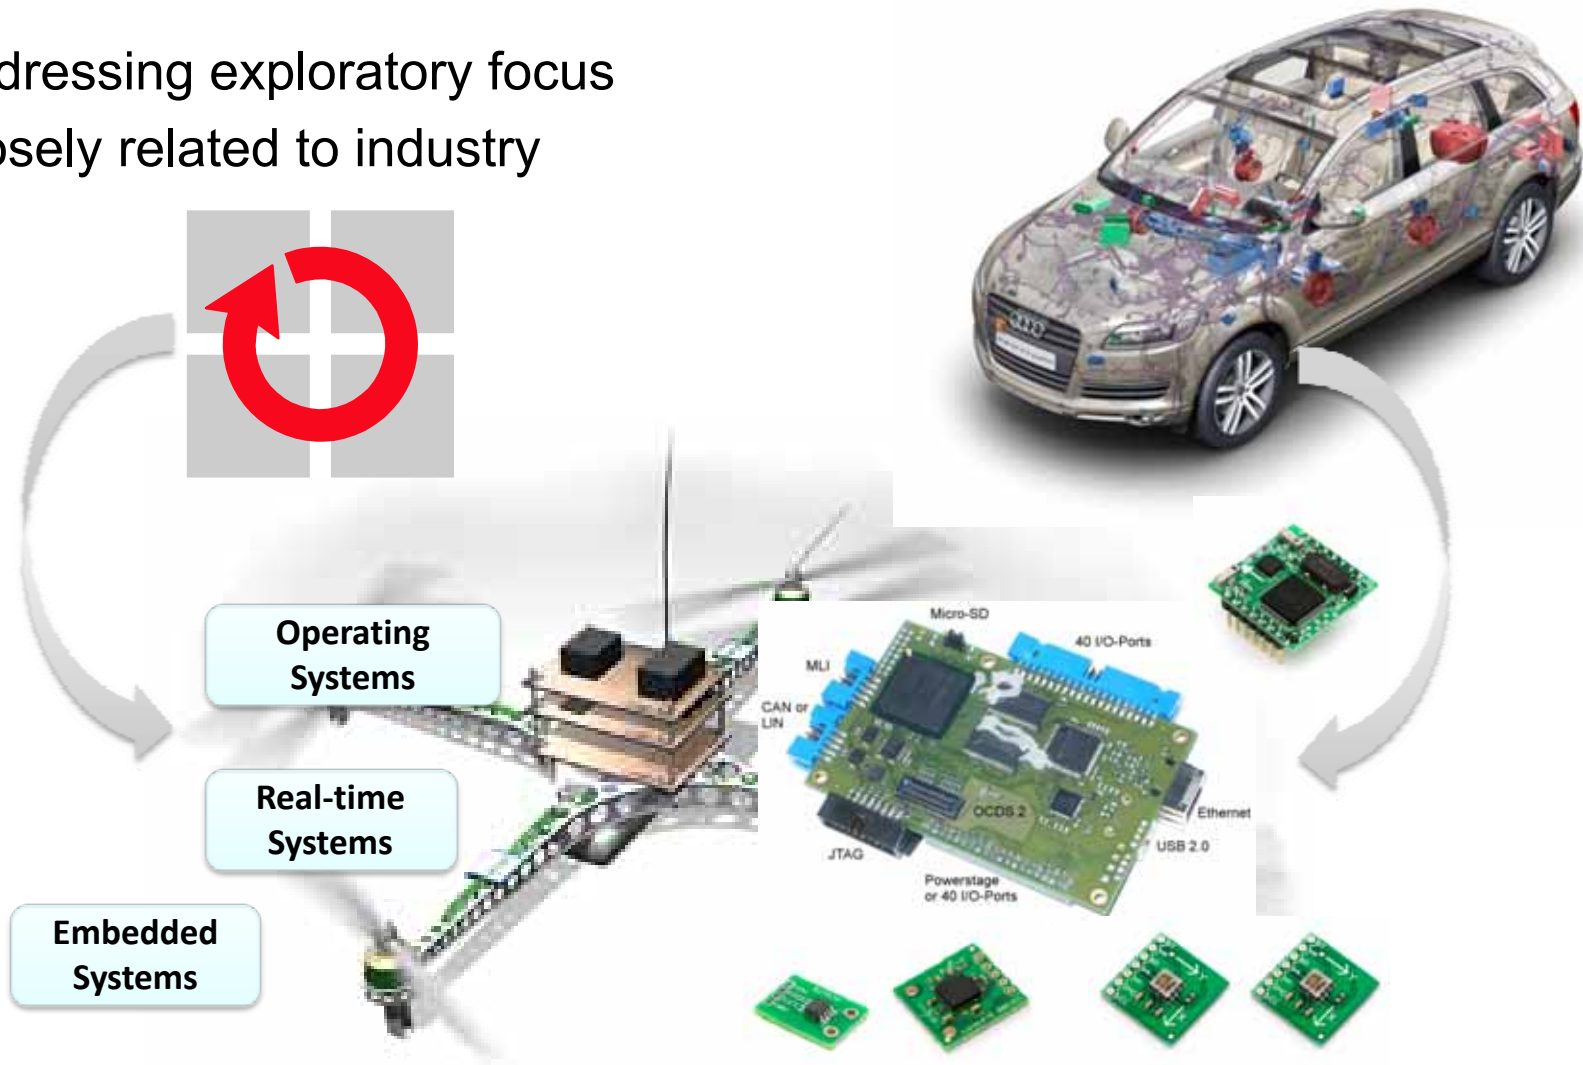 dressing exploratory focus
osely related to industry
Operating
Systems
Real-time
Systems
Embedded
Systems
Micro-SD
40 I/O-Ports
MLI
CAN or
LIN
OCDS 2
Ethernet
USB 2.0
JTAG
Powerstage
or 40 I/O-Ports